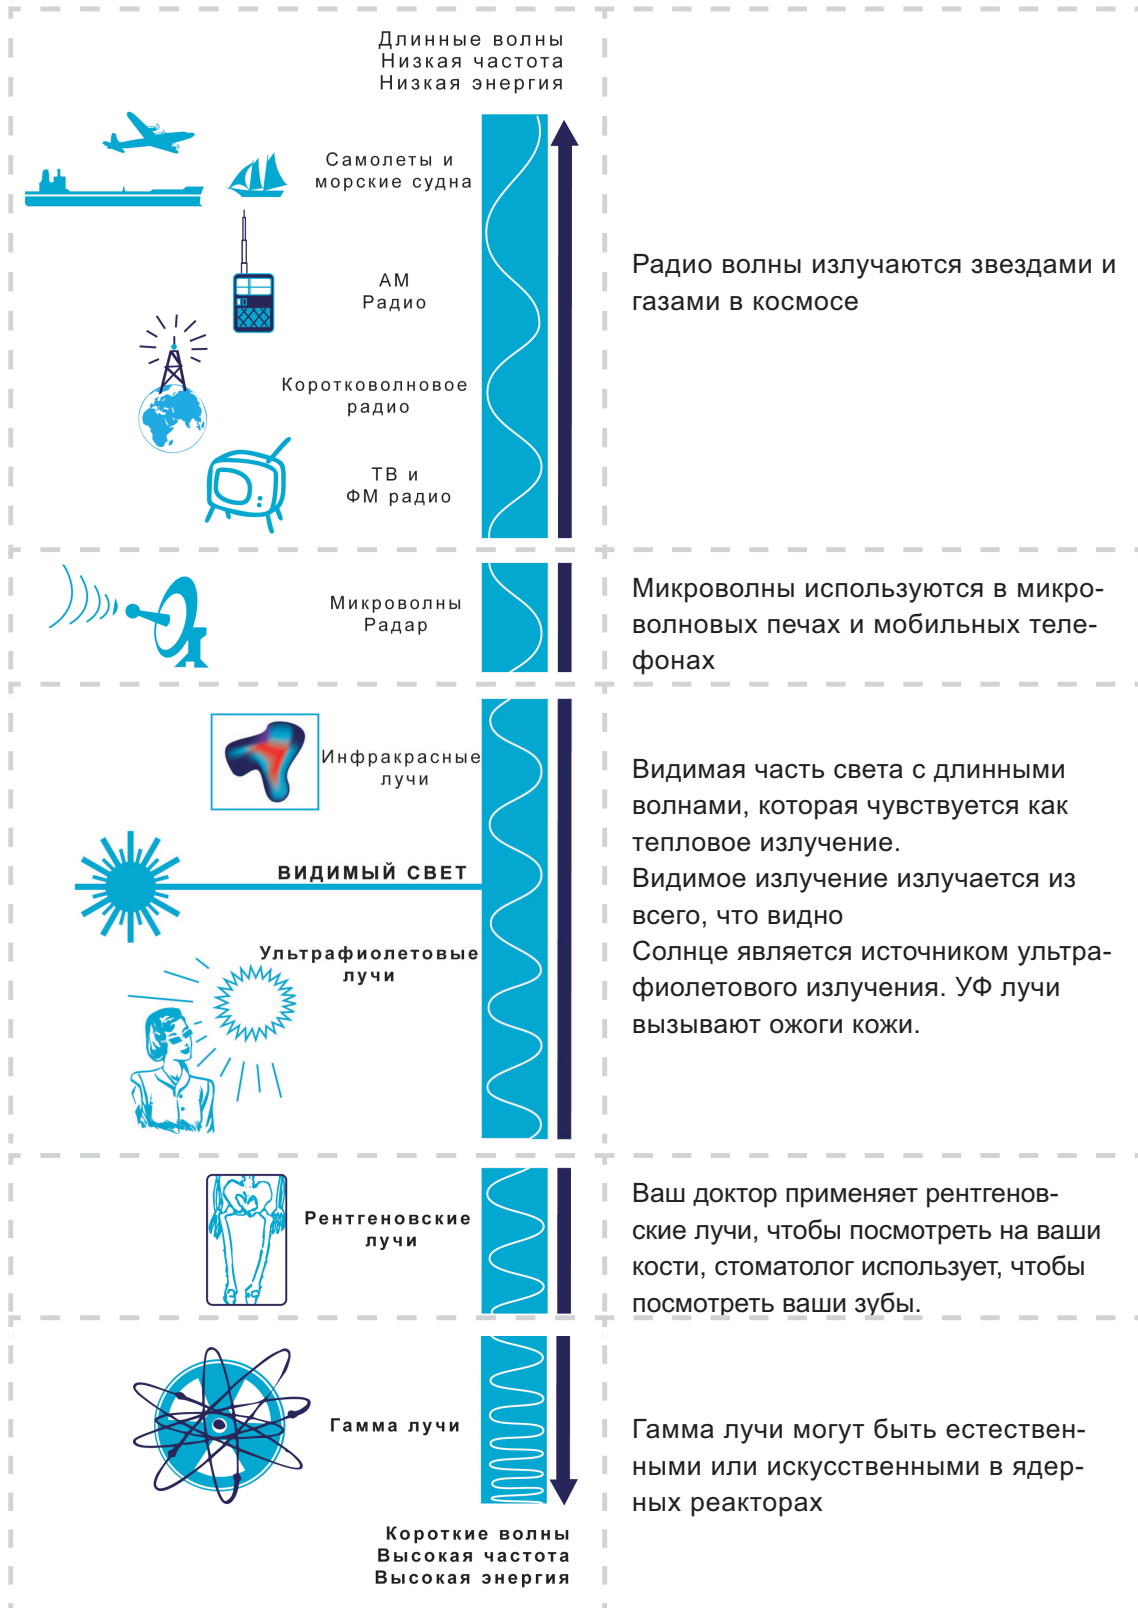 Длинные волны
Низкая частота
Низкая энергия
Самолеты и
морские судна
АМ
Радио
Коротковолновое
радио
ТВ и
ФМ радио
Радио волны излучаются звездами и
газами в космосе
Микроволны
Радар
Микроволны используются в микро-
волновых печах и мобильных теле-
фонах
Инфракрасные
лучи
ВИДИМЫЙ СВЕТ
Ультрафиолетовые
лучи
Видимая часть света с длинными
волнами, которая чувствуется как
тепловое излучение.
Видимое излучение излучается из
всего, что видно
Солнце является источником ультра-
фиолетового излучения. УФ лучи
вызывают ожоги кожи.
Рентгеновские
лучи
Ваш доктор применяет рентгенов-
ские лучи, чтобы посмотреть на ваши
кости, стоматолог использует, чтобы
посмотреть ваши зубы.
Гамма лучи
Гамма лучи могут быть естествен-
ными или искусственными в ядер-
ных реакторах
Короткие волны
Высокая частота
Высокая энергия